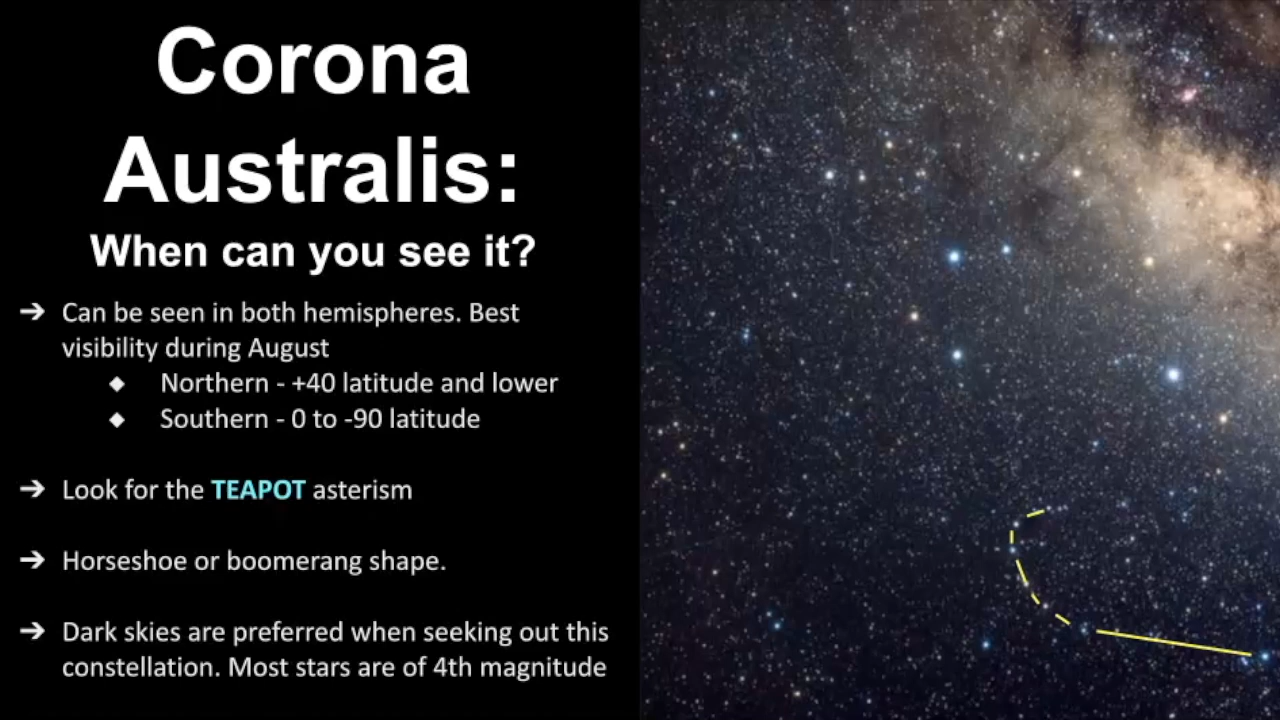 Corona
Australis:
When can you see it?
➔ Can be seen in both hemispheres. Best
visibility during August
◆ Northern - +40 latitude and lower
◆ Southern - 0 to -90 latitude
➔ Look for the TEAPOT asterism
➔ Horseshoe or boomerang shape.
➔ Dark skies are preferred when seeking out this
constellation. Most stars are of 4th magnitude